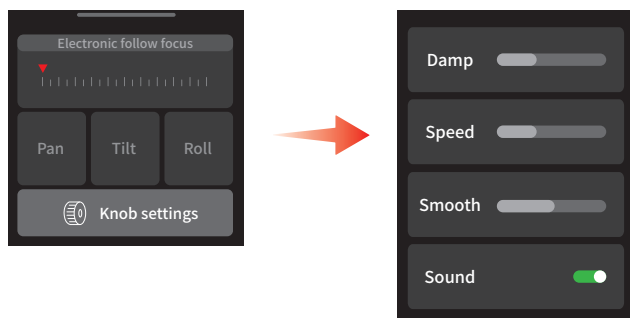 Electronic follow focus
Pan
Tilt
Roll
Knob settings
Damp
Speed
Smooth
Sound